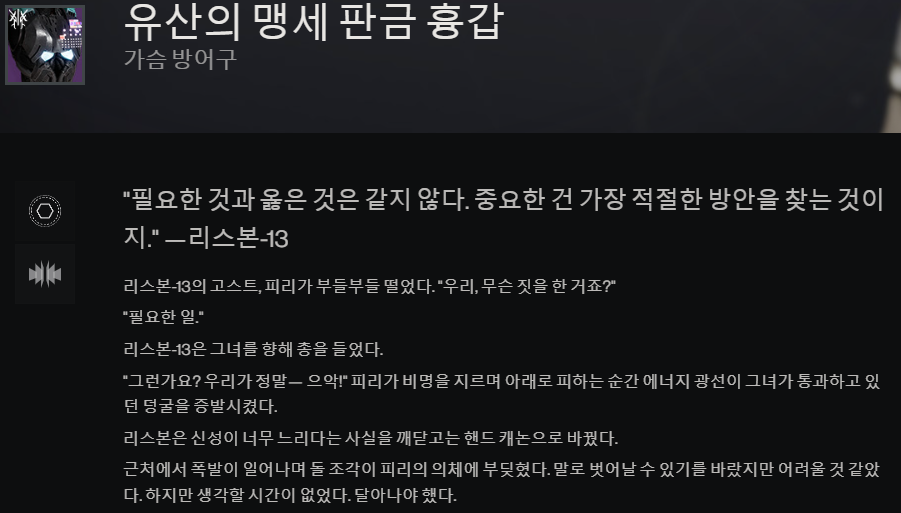 유산의 맹세 판금 흉갑
가슴 방어구
"필요한 것과 옳은 것은 같지 않다. 중요한 건 가장 적절한 방안을 찾는 것이
지." —리스본-13
리스본-13의 고스트, 피리가 부들부들 떨었다. "우리, 무슨 짓을 한 거죠?"
"필요한 일."
리스본-13은 그녀를 향해 총을 들었다.
"그런가요? 우리가 정말— 으악!" 피리가 비명을 지르며 아래로 피하는 순간 에너지 광선이 그녀가 통과하고 있
던 덩굴을 증발시켰다.
리스본은 신성이 너무 느리다는 사실을 깨닫고는 핸드 캐논으로 바꿨다.
근처에서 폭발이 일어나며 돌 조각이 피리의 의체에 부딪혔다. 말로 벗어날 수 있기를 바랐지만 어려울 것 같았
다. 하지만 생각할 시간이 없었다. 달아나야 했다.